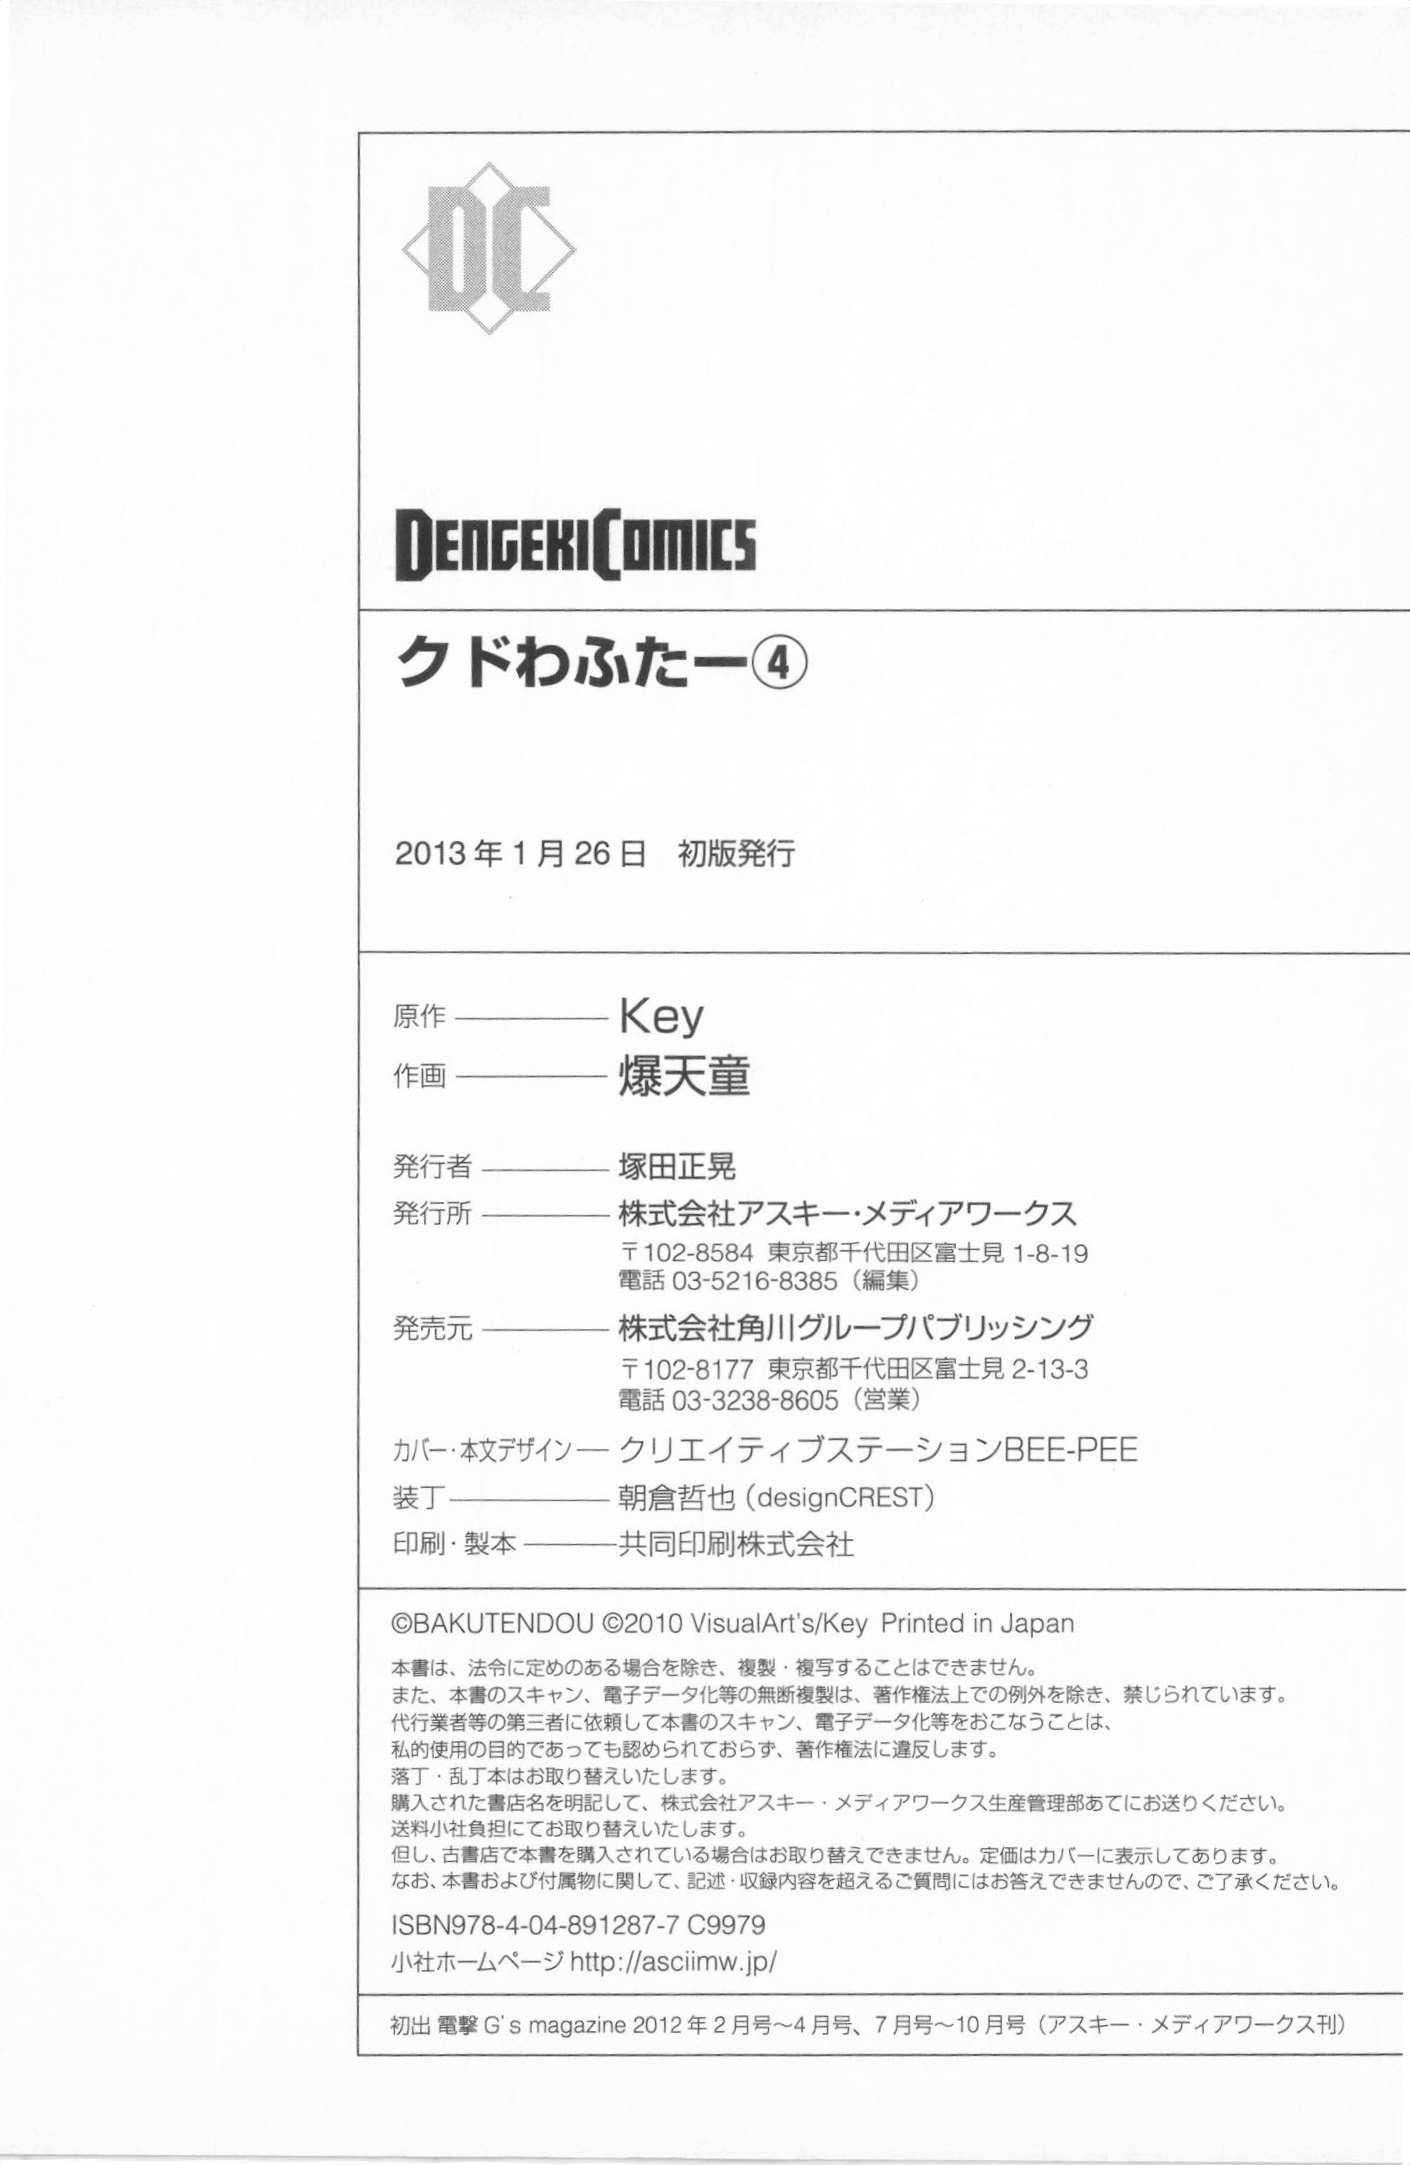 DC
DENGEKI COMICS
クドわふたー④
2013年1月26日　初版発行
原作 Key
作画 爆天童
発行者 塚田正晃
発行所 株式会社アスキー・メディアワークス
〒102-8584 東京都千代田区富士見 1-8-19
電話 03-5216-8385（編集）
発売元 株式会社角川グループパブリッシング
〒102-8177 東京都千代田区富士見 2-13-3
電話 03-3238-8605（営業）
カバー・本文デザイン クリエイティブステーションBEE-PEE
装丁 朝倉哲也（designCREST）
印刷・製本 共同印刷株式会社
©BAKUTENDOU ©2010 VisualArt's/Key Printed in Japan
本書は、法令に定めのある場合を除き、複製・複写することはできません。
また、本書のスキャン、電子データ化等の無断複製は、著作権法上での例外を除き、禁じられています。
代行業者等の第三者に依頼して本書のスキャン、電子データ化等をおこなうことは、
私的使用の目的であっても認められておらず、著作権法に違反します。
落丁・乱丁本はお取り替えいたします。
購入された書店名を明記して、株式会社アスキー・メディアワークス生産管理部あてにお送りください。
送料小社負担にてお取り替えいたします。
但し、古書店で本書を購入されている場合はお取り替えできません。定価はカバーに表示してあります。
なお、本書および付属物に関して、記述・収録内容を超えるご質問にはお答えできませんので、ご了承ください。
ISBN978-4-04-891287-7 C9979
小社ホームページ http://asciimw.jp/
初出 電撃 G's magazine 2012年2月号～4月号、7月号～10月号（アスキー・メディアワークス刊）